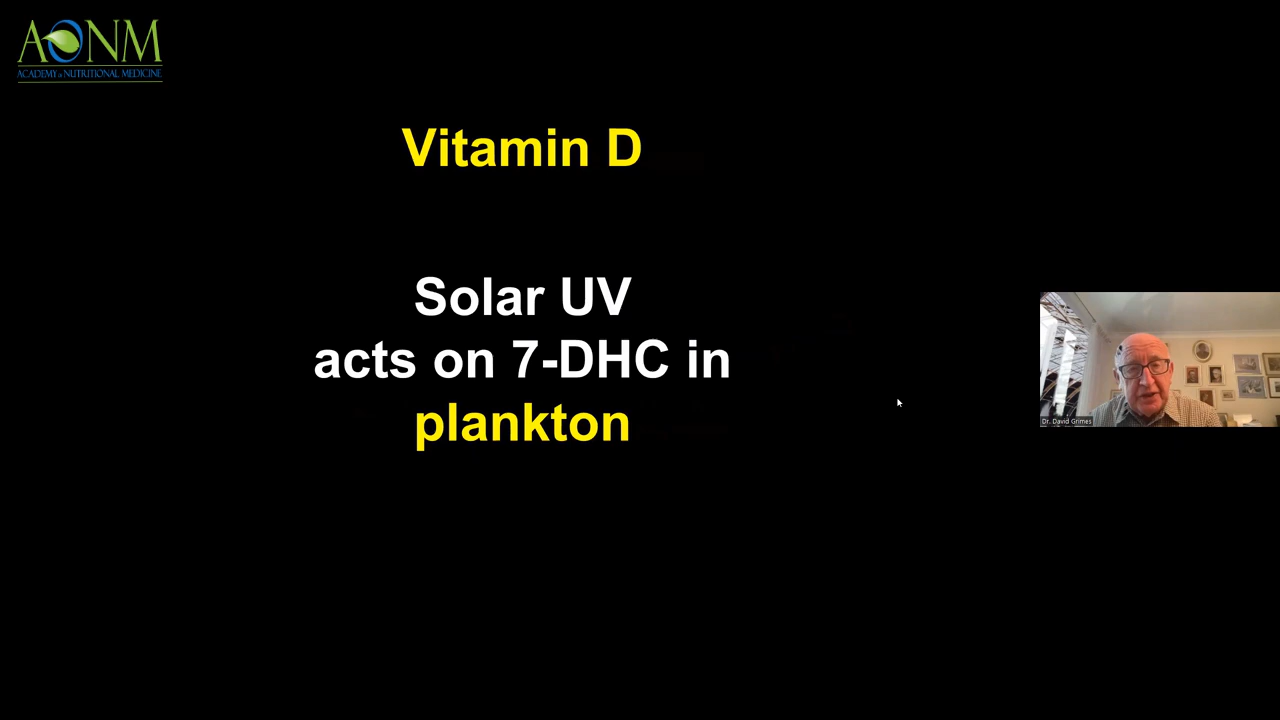 AONM
ACADEMY of NUTRITIONAL MEDICINE
Vitamin D
Solar UV
acts on 7-DHC in
plankton
Dr. David Grimes